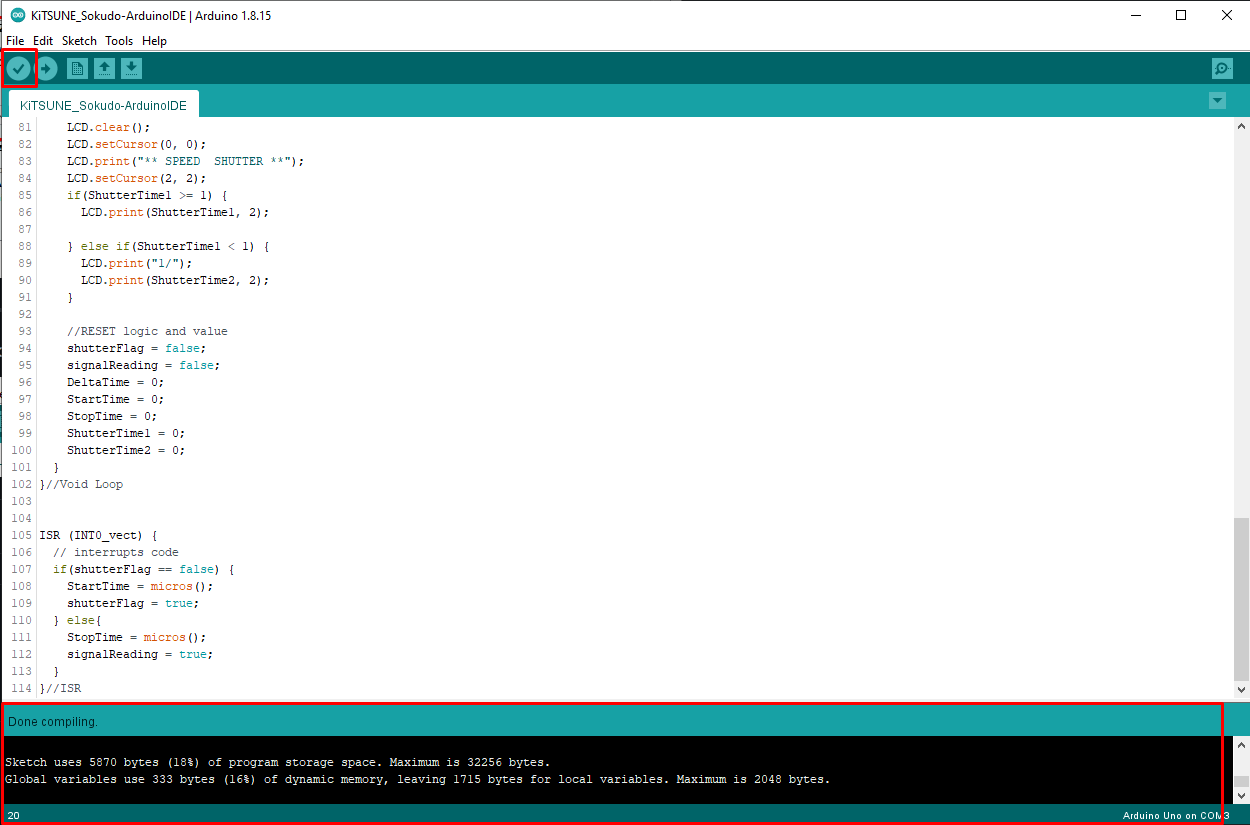 KiTSUNE_Sokudo-ArduinoIDE | Arduino 1.8.15
File Edit Sketch Tools Help
KiTSUNE_Sokudo-ArduinoIDE
81     LCD.clear();
82     LCD.setCursor(0, 0);
83     LCD.print("** SPEED  SHUTTER **");
84     LCD.setCursor(2, 2);
85     if(ShutterTime1 >= 1) {
86       LCD.print(ShutterTime1, 2);
87
88     } else if(ShutterTime1 < 1) {
89       LCD.print("1/");
90       LCD.print(ShutterTime2, 2);
91     }
92
93     //RESET logic and value
94     shutterFlag = false;
95     signalReading = false;
96     DeltaTime = 0;
97     StartTime = 0;
98     StopTime = 0;
99     ShutterTime1 = 0;
100     ShutterTime2 = 0;
101   }
102 }//Void Loop
103
104
105 ISR (INT0_vect) {
106   // interrupts code
107   if(shutterFlag == false) {
108     StartTime = micros();
109     shutterFlag = true;
110   } else{
111     StopTime = micros();
112     signalReading = true;
113   }
114 }//ISR
Done compiling.
Sketch uses 5870 bytes (18%) of program storage space. Maximum is 32256 bytes.
Global variables use 333 bytes (16%) of dynamic memory, leaving 1715 bytes for local variables. Maximum is 2048 bytes.
20 Arduino Uno on COM3